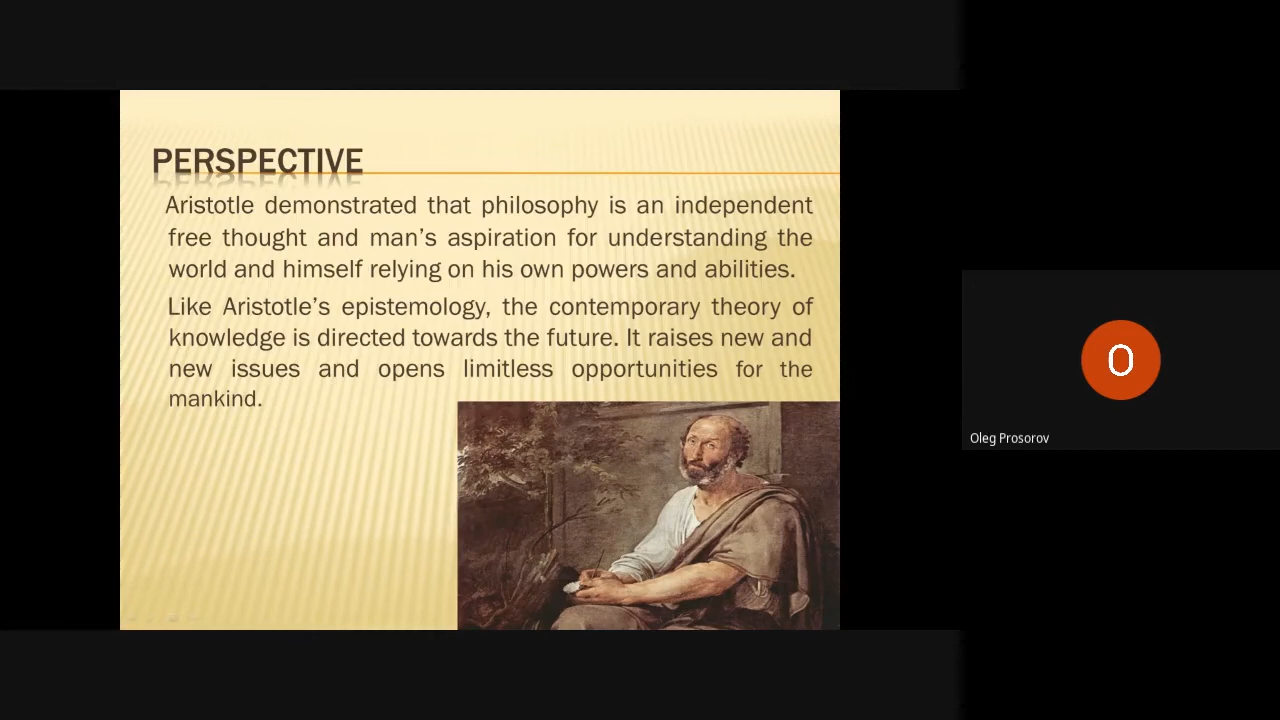 PERSPECTIVE
Aristotle demonstrated that philosophy is an independent
free thought and man’s aspiration for understanding the
world and himself relying on his own powers and abilities.
Like Aristotle’s epistemology, the contemporary theory of
knowledge is directed towards the future. It raises new and
new issues and opens limitless opportunities for the
mankind.
O
Oleg Prosorov